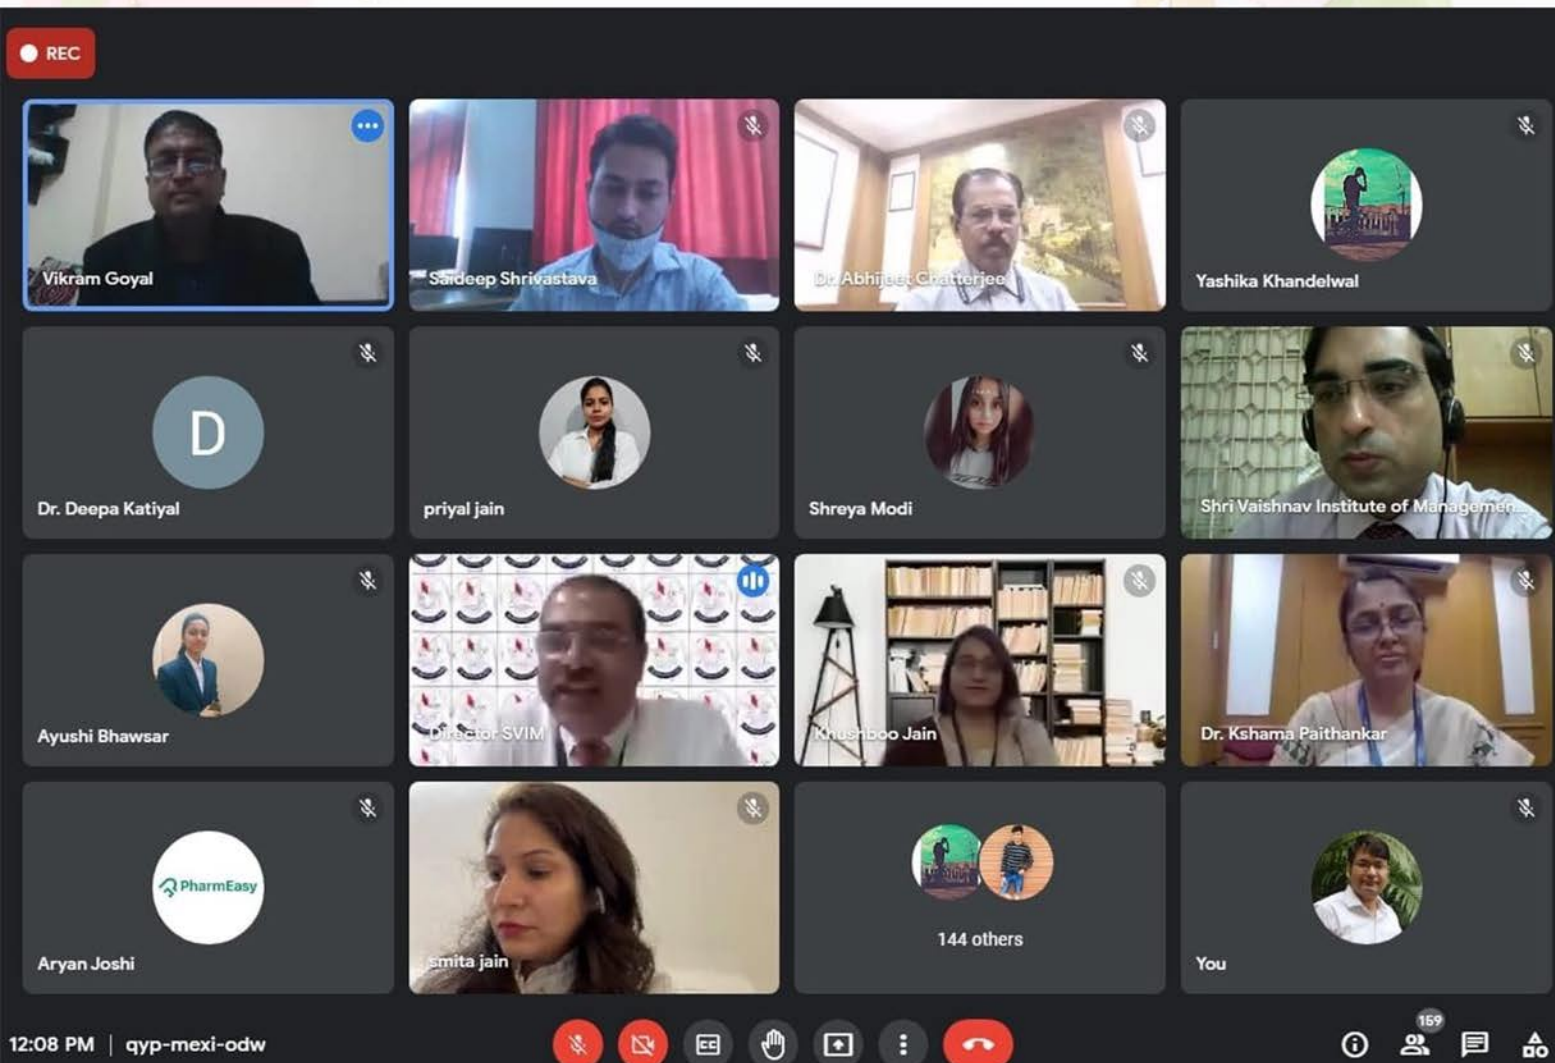 REC
Vikram Goyal
Saideep Shrivastava
Dr. Abhijeet Chatterjee
Yashika Khandelwal
D
Dr. Deepa Katiyal
priyal jain
Shreya Modi
Shri Vaishnav Institute of Managemen...
Ayushi Bhawsar
Director SVIM
Khushboo Jain
Dr. Kshama Paithankar
PharmEasy
Aryan Joshi
smita jain
144 others
You
12:08 PM | qyp-mexi-odw
CC
159